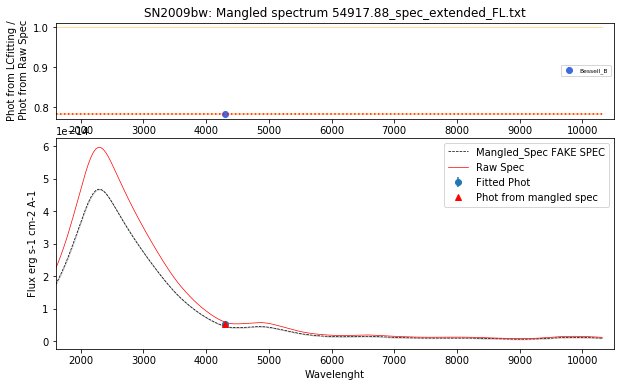 SN2009bw: Mangled spectrum 54917.88_spec_extended_FL.txt
Phot from LCfitting /
Phot from Raw Spec
1.0
0.9
0.8
Bessell_B
2000 3000 4000 5000 6000 7000 8000 9000 10000
1e−14
Mangled_Spec FAKE SPEC
Raw Spec
Fitted Phot
Phot from mangled spec
Flux erg s-1 cm-2 A-1
6
5
4
3
2
1
0
2000 3000 4000 5000 6000 7000 8000 9000 10000
Wavelenght